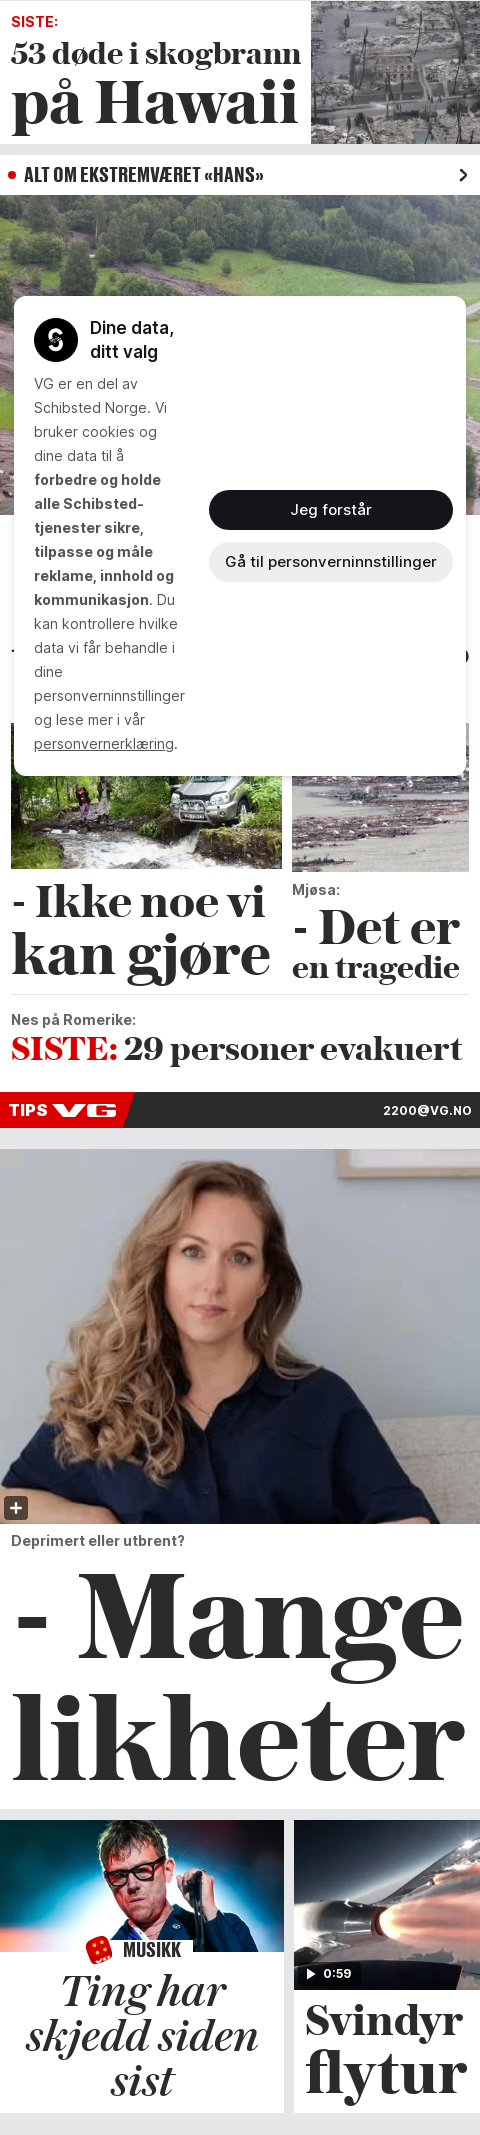 SISTE:
53 døde i skogbrann
på Hawaii
ALT OM EKSTREMVÆRET «HANS»
Dine data,
ditt valg
VG er en del av
Schibsted Norge. Vi
bruker cookies og
dine data til å
forbedre og holde
alle Schibsted-
tjenester sikre,
tilpasse og måle
reklame, innhold og
kommunikasjon. Du
kan kontrollere hvilke
data vi får behandle i
dine
personverninnstillinger
og lese mer i vår
personvernerklæring.
Jeg forstår
Gå til personverninnstillinger
- Ikke noe vi
kan gjøre
Mjøsa:
- Det er
en tragedie
Nes på Romerike:
SISTE: 29 personer evakuert
TIPS VG
2200@VG.NO
Deprimert eller utbrent?
- Mange
likheter
MUSIKK
Ting har
skjedd siden
sist
0:59
Svindyr
flytur